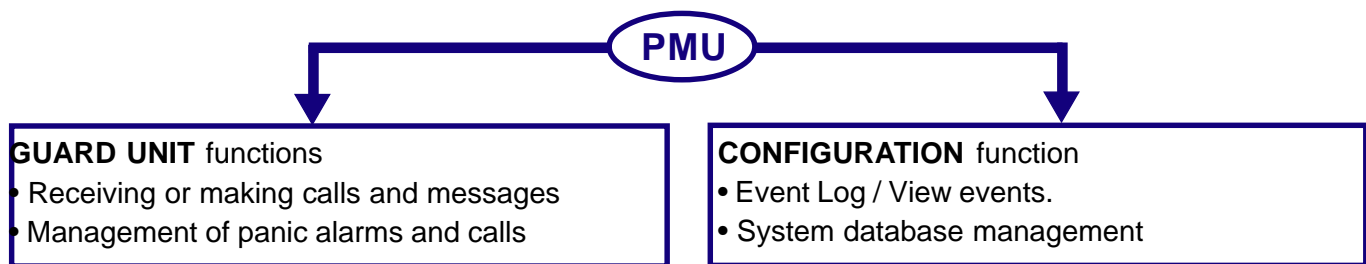 PMU
GUARD UNIT functions
• Receiving or making calls and messages
• Management of panic alarms and calls
CONFIGURATION function
• Event Log / View events.
• System database management